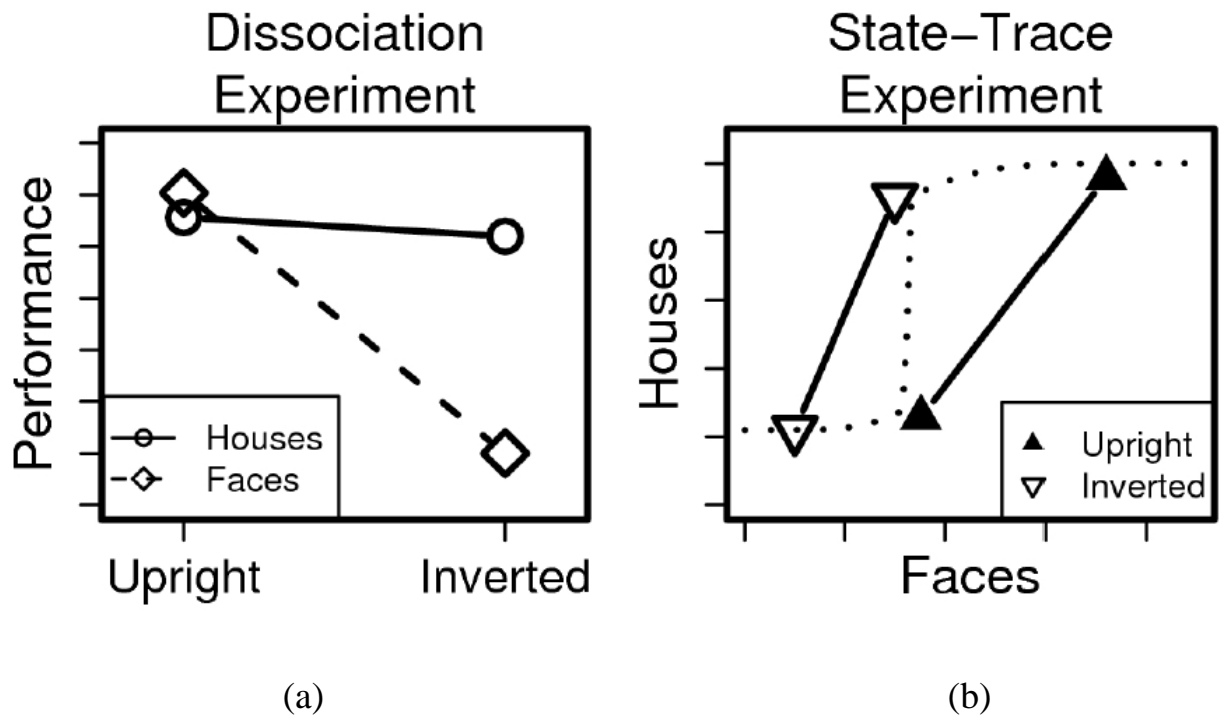 Dissociation
Experiment
Performance
Houses
Faces
Upright
Inverted
(a)
State-Trace
Experiment
Houses
Upright
Inverted
Faces
(b)